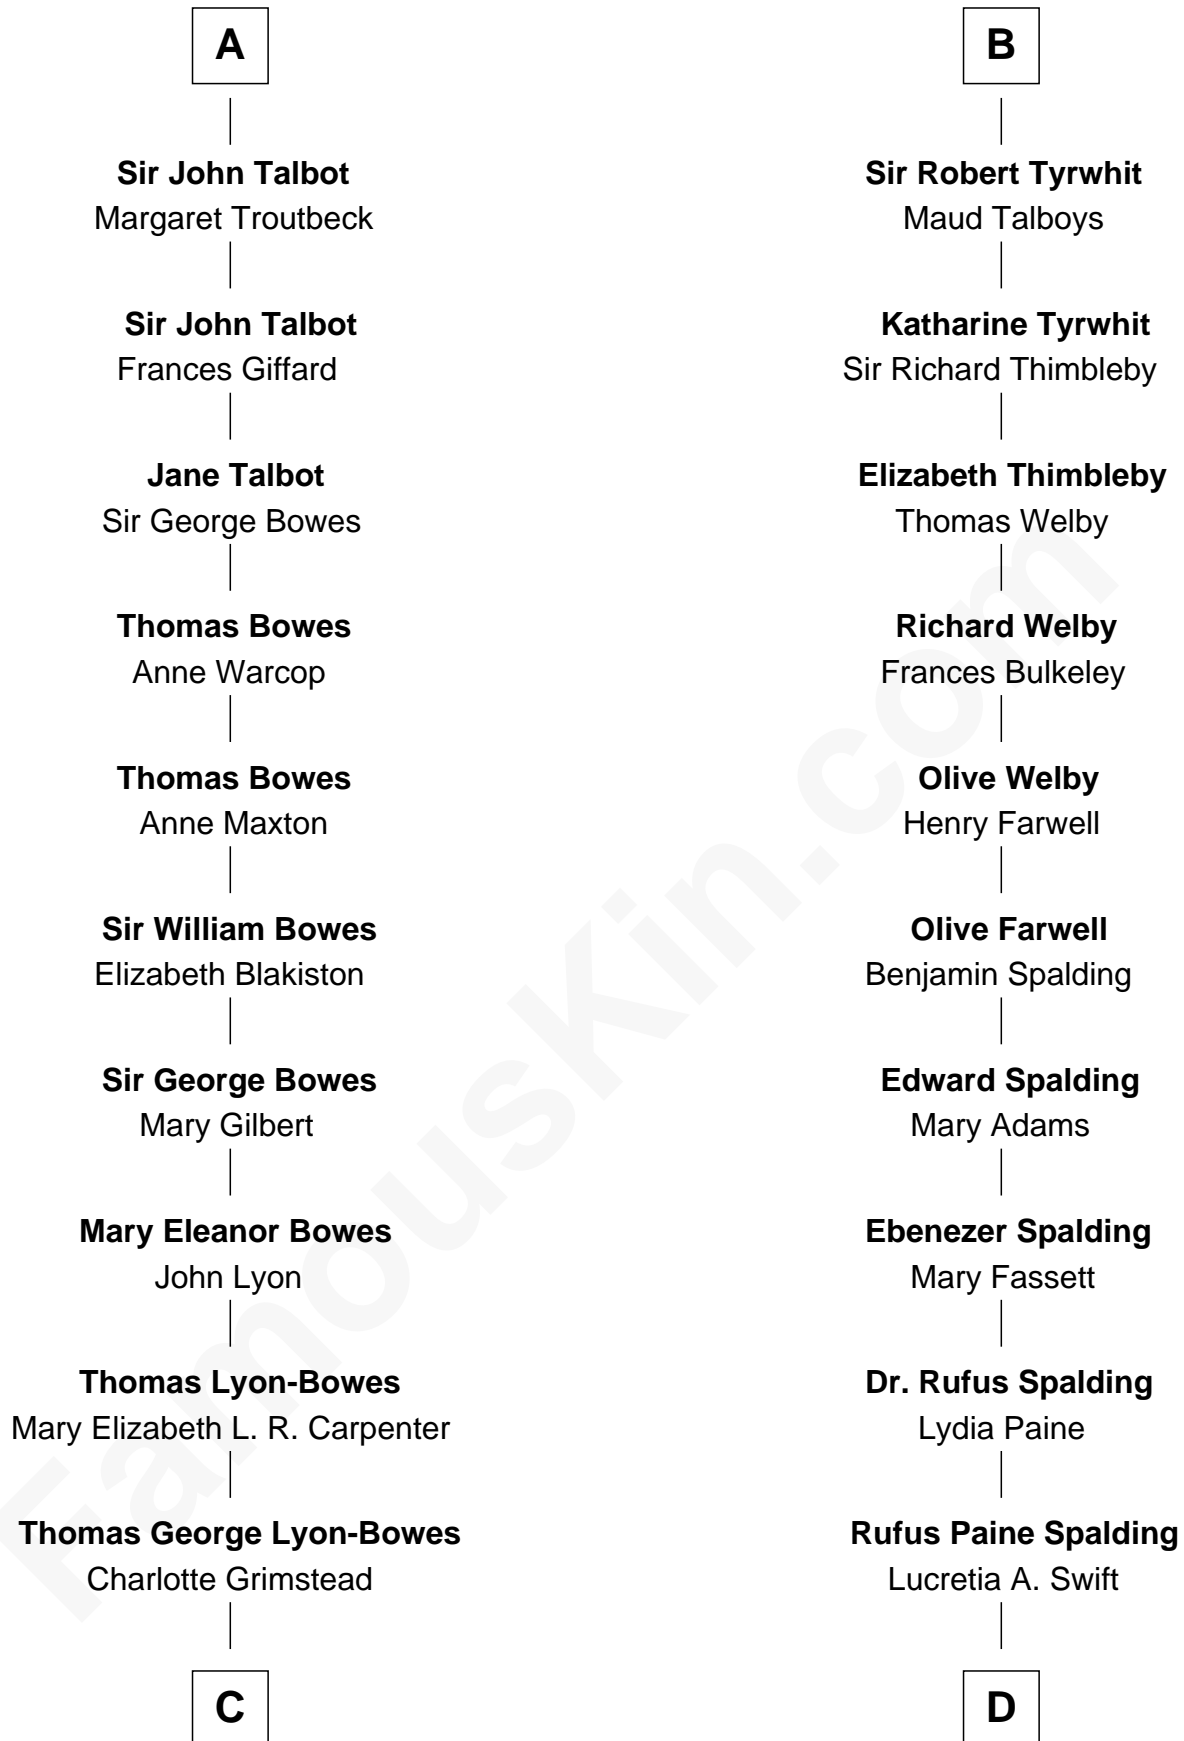 A
Sir John Talbot
Margaret Troutbeck
Sir John Talbot
Frances Giffard
Jane Talbot
Sir George Bowes
Thomas Bowes
Anne Warcop
Thomas Bowes
Anne Maxton
Sir William Bowes
Elizabeth Blakiston
Sir George Bowes
Mary Gilbert
Mary Eleanor Bowes
John Lyon
Thomas Lyon-Bowes
Mary Elizabeth L. R. Carpenter
Thomas George Lyon-Bowes
Charlotte Grimstead
C
B
Sir Robert Tyrwhit
Maud Talboys
Katharine Tyrwhit
Sir Richard Thimbleby
Elizabeth Thimbleby
Thomas Welby
Richard Welby
Frances Bulkeley
Olive Welby
Henry Farwell
Olive Farwell
Benjamin Spalding
Edward Spalding
Mary Adams
Ebenezer Spalding
Mary Fassett
Dr. Rufus Spalding
Lydia Paine
Rufus Paine Spalding
Lucretia A. Swift
D
FamousKin.com